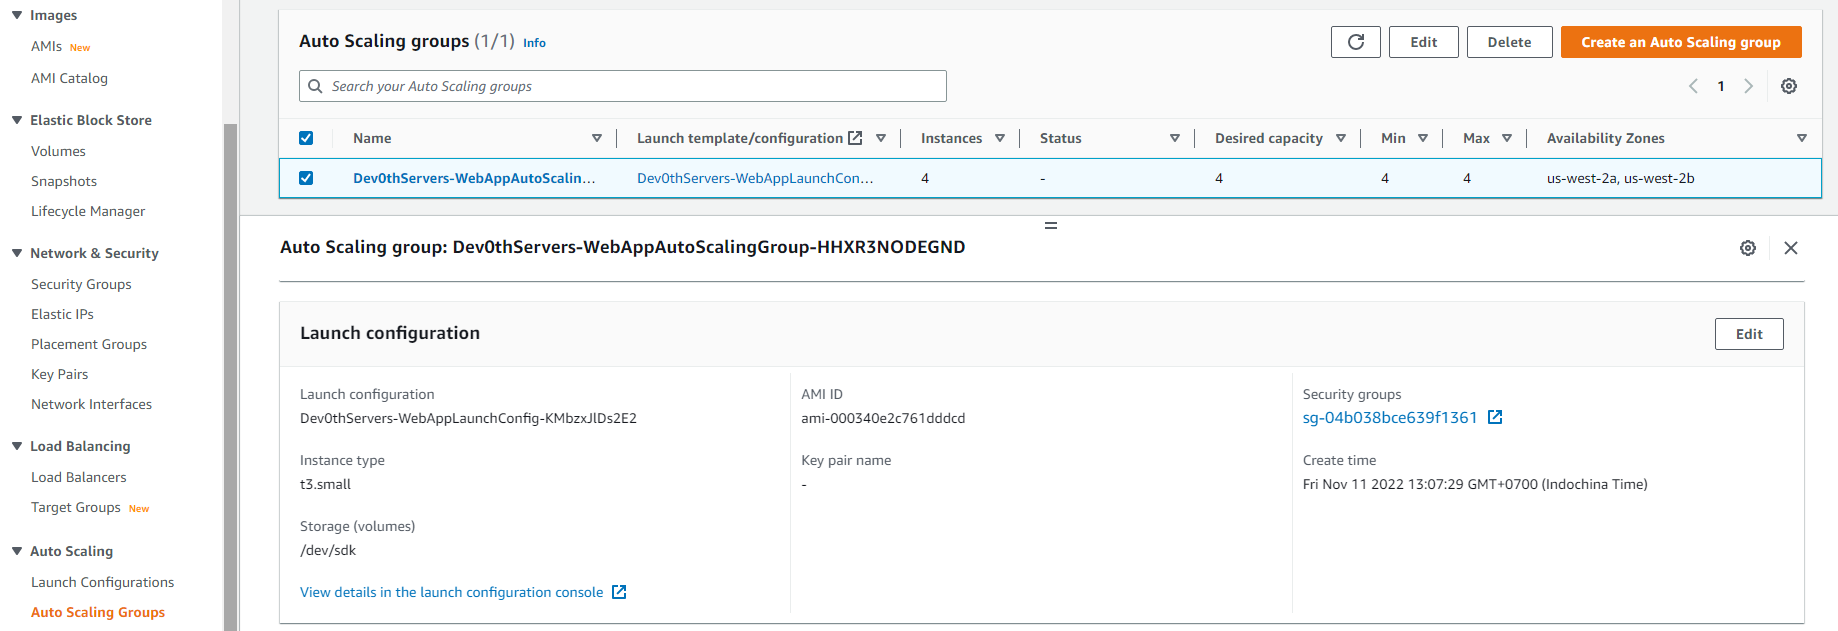 Images
AMIs New
AMI Catalog
Elastic Block Store
Volumes
Snapshots
Lifecycle Manager
Network & Security
Security Groups
Elastic IPs
Placement Groups
Key Pairs
Network Interfaces
Load Balancing
Load Balancers
Target Groups New
Auto Scaling
Launch Configurations
Auto Scaling Groups
Auto Scaling groups (1/1) Info
Edit
Delete
Create an Auto Scaling group
Search your Auto Scaling groups
1
Name Launch template/configuration Instances Status Desired capacity Min Max Availability Zones
Dev0thServers-WebAppAutoScalin... Dev0thServers-WebAppLaunchCon... 4 - 4 4 4 us-west-2a, us-west-2b
Auto Scaling group: Dev0thServers-WebAppAutoScalingGroup-HHXR3NODEGND
Launch configuration
Edit
Launch configuration
Dev0thServers-WebAppLaunchConfig-KMbzxJlDs2E2
Instance type
t3.small
Storage (volumes)
/dev/sdk
View details in the launch configuration console
AMI ID
ami-000340e2c761dddcd
Key pair name
-
Security groups
sg-04b038bce639f1361
Create time
Fri Nov 11 2022 13:07:29 GMT+0700 (Indochina Time)